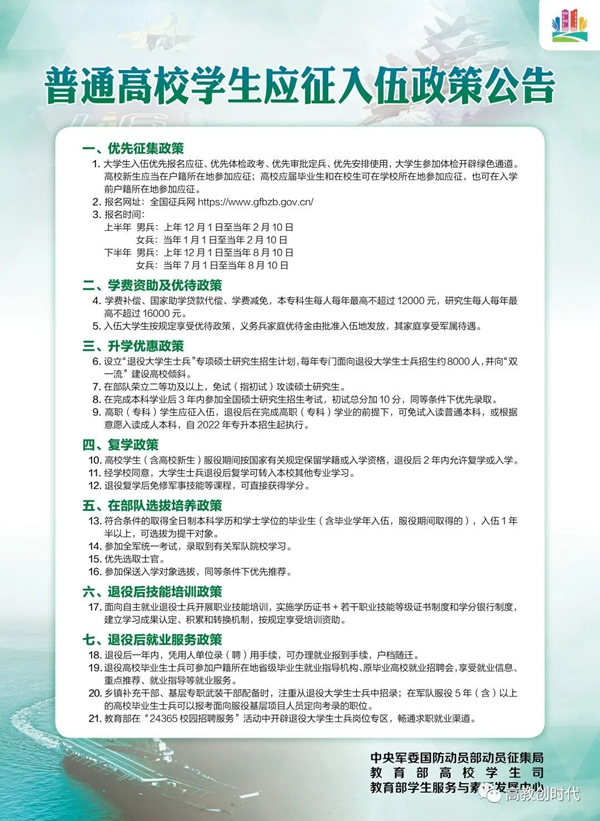 普通高校学生应征入伍政策公告
一、优先征集政策
1. 大学生入伍优先报名应征、优先体检政考、优先审批定兵、优先安排使用，大学生参加体检开辟绿色通道。
高校新生应当在户籍所在地参加应征；高校应届毕业生和在校生可在学校所在地参加应征，也可在入学
前户籍所在地参加应征。
2. 报名网址：全国征兵网 https://www.gfbzb.gov.cn/
3. 报名时间：
上半年 男兵：上年 12 月 1 日至当年 2 月 10 日
女兵：当年 1 月 1 日至当年 2 月 10 日
下半年 男兵：上年 12 月 1 日至当年 8 月 10 日
女兵：当年 7 月 1 日至当年 8 月 10 日
二、学费资助及优待政策
4. 学费补偿、国家助学贷款代偿、学费减免，本专科生每人每年最高不超过 12000 元，研究生每人每年最
高不超过 16000 元。
5. 入伍大学生按规定享受优待政策，义务兵家庭优待金由批准入伍地发放，其家庭享受军属待遇。
三、升学优惠政策
6. 设立“退役大学生士兵”专项硕士研究生招生计划，每年专门面向退役大学生士兵招生约 8000 人，并向“双
一流”建设高校倾斜。
7. 在部队荣立二等功及以上，免试（指初试）攻读硕士研究生。
8. 在完成本科学业后 3 年内参加全国硕士研究生招生考试，初试总分加 10 分，同等条件下优先录取。
9. 高职（专科）学生应征入伍，退役后在完成高职（专科）学业的前提下，可免试入读普通本科，或根据
意愿入读成人本科，自 2022 年专升本招生起执行。
四、复学政策
10. 高校学生（含高校新生）服役期间按国家有关规定保留学籍或入学资格，退役后 2 年内允许复学或入学。
11. 经学校同意，大学生士兵退役后复学可转入本校其他专业学习。
12. 退役复学后免修军事技能等课程，可直接获得学分。
五、在部队选拔培养政策
13. 符合条件的取得全日制本科学历和学士学位的毕业生（含毕业学年入伍，服役期间取得的），入伍 1 年
半以上，可选拔为提干对象。
14. 参加全军统一考试，录取到有关军队院校学习。
15. 优先选取士官。
16. 参加保送入学对象选拔，同等条件下优先推荐。
六、退役后技能培训政策
17. 面向自主就业退役士兵开展职业技能培训，实施学历证书 + 若干职业技能等级证书制度和学分银行制度，
建立学习成果认定、积累和转换机制，按规定享受培训资助。
七、退役后就业服务政策
18. 退役后一年内，凭用人单位录（聘）用手续，可办理就业报到手续，户档随迁。
19. 退役高校毕业生士兵可参加户籍所在地省级毕业生就业指导机构、原毕业高校就业招聘会，享受就业信息、
重点推荐、就业指导等就业服务。
20. 乡镇补充干部、基层专职武装干部配备时，注重从退役大学生士兵中招录；在军队服役 5 年（含）以上
的高校毕业生士兵可以报考面向服役基层项目人员定向考录的职位。
21. 教育部在“24365 校园招聘服务”活动中开辟退役大学生士兵岗位专区，畅通求职就业渠道。
中央军委国防动员部动员征集局
教育部高校学生司
教育部学生服务与素质发展中心
高教创时代